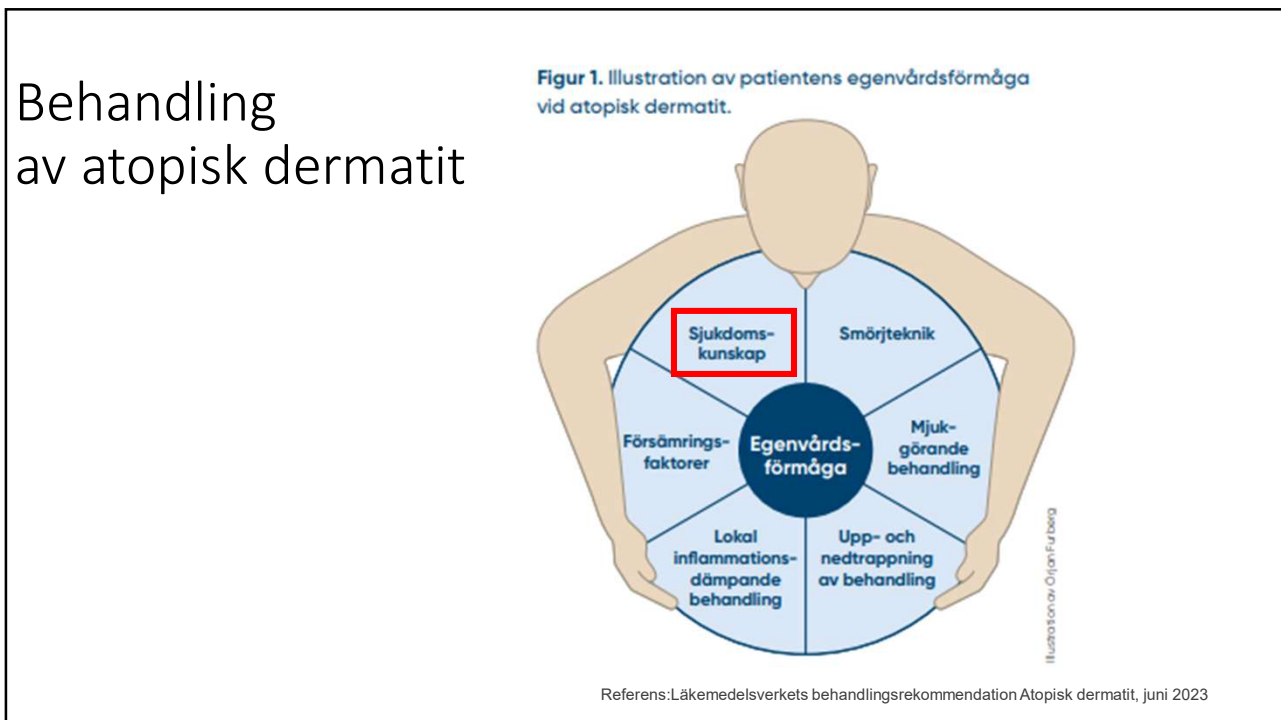 Behandling
av atopisk dermatit
Figur 1. Illustration av patientens egenvårdsförmåga
vid atopisk dermatit.
Sjukdoms-
kunskap
Smörjteknik
Försämrings-
faktorer
Egenvårds-
förmåga
Mjuk-
görande
behandling
Lokal
inflammations-
dämpande
behandling
Upp- och
nedtrappning
av behandling
Illustration av Örjan Furberg
Referens:Läkemedelsverkets behandlingsrekommendation Atopisk dermatit, juni 2023